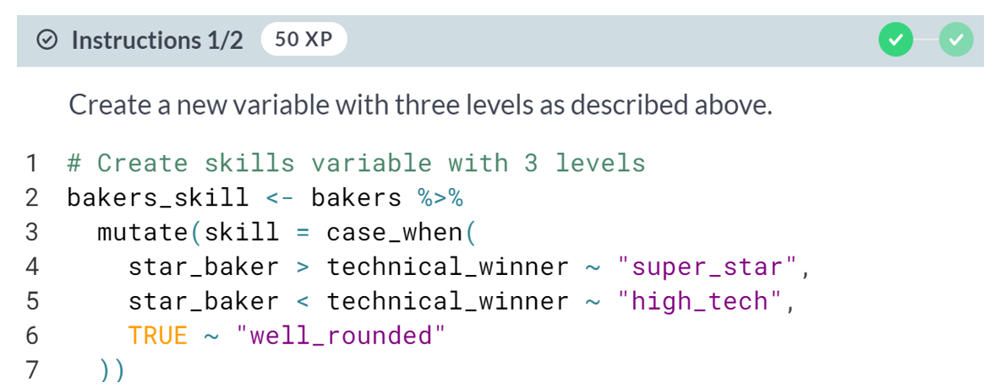 Instructions 1/2 50 XP
Create a new variable with three levels as described above.
1 # Create skills variable with 3 levels
2 bakers_skill <- bakers %>%
3   mutate(skill = case_when(
4     star_baker > technical_winner ~ "super_star",
5     star_baker < technical_winner ~ "high_tech",
6     TRUE ~ "well_rounded"
7   ))